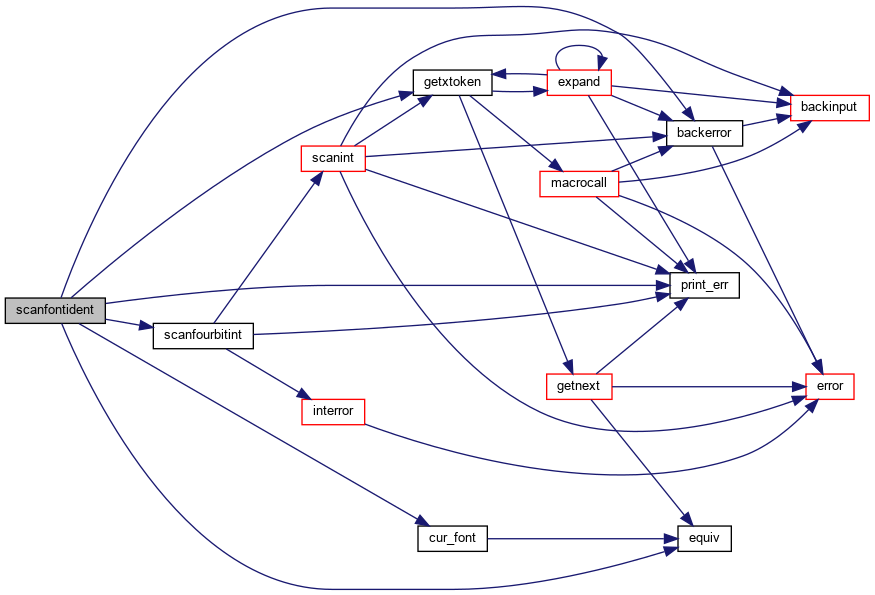 getxtoken
expand
backinput
backerror
scanint
macrocall
print_err
scanfontident
scanfourbitint
getnext
error
interror
cur_font
equiv